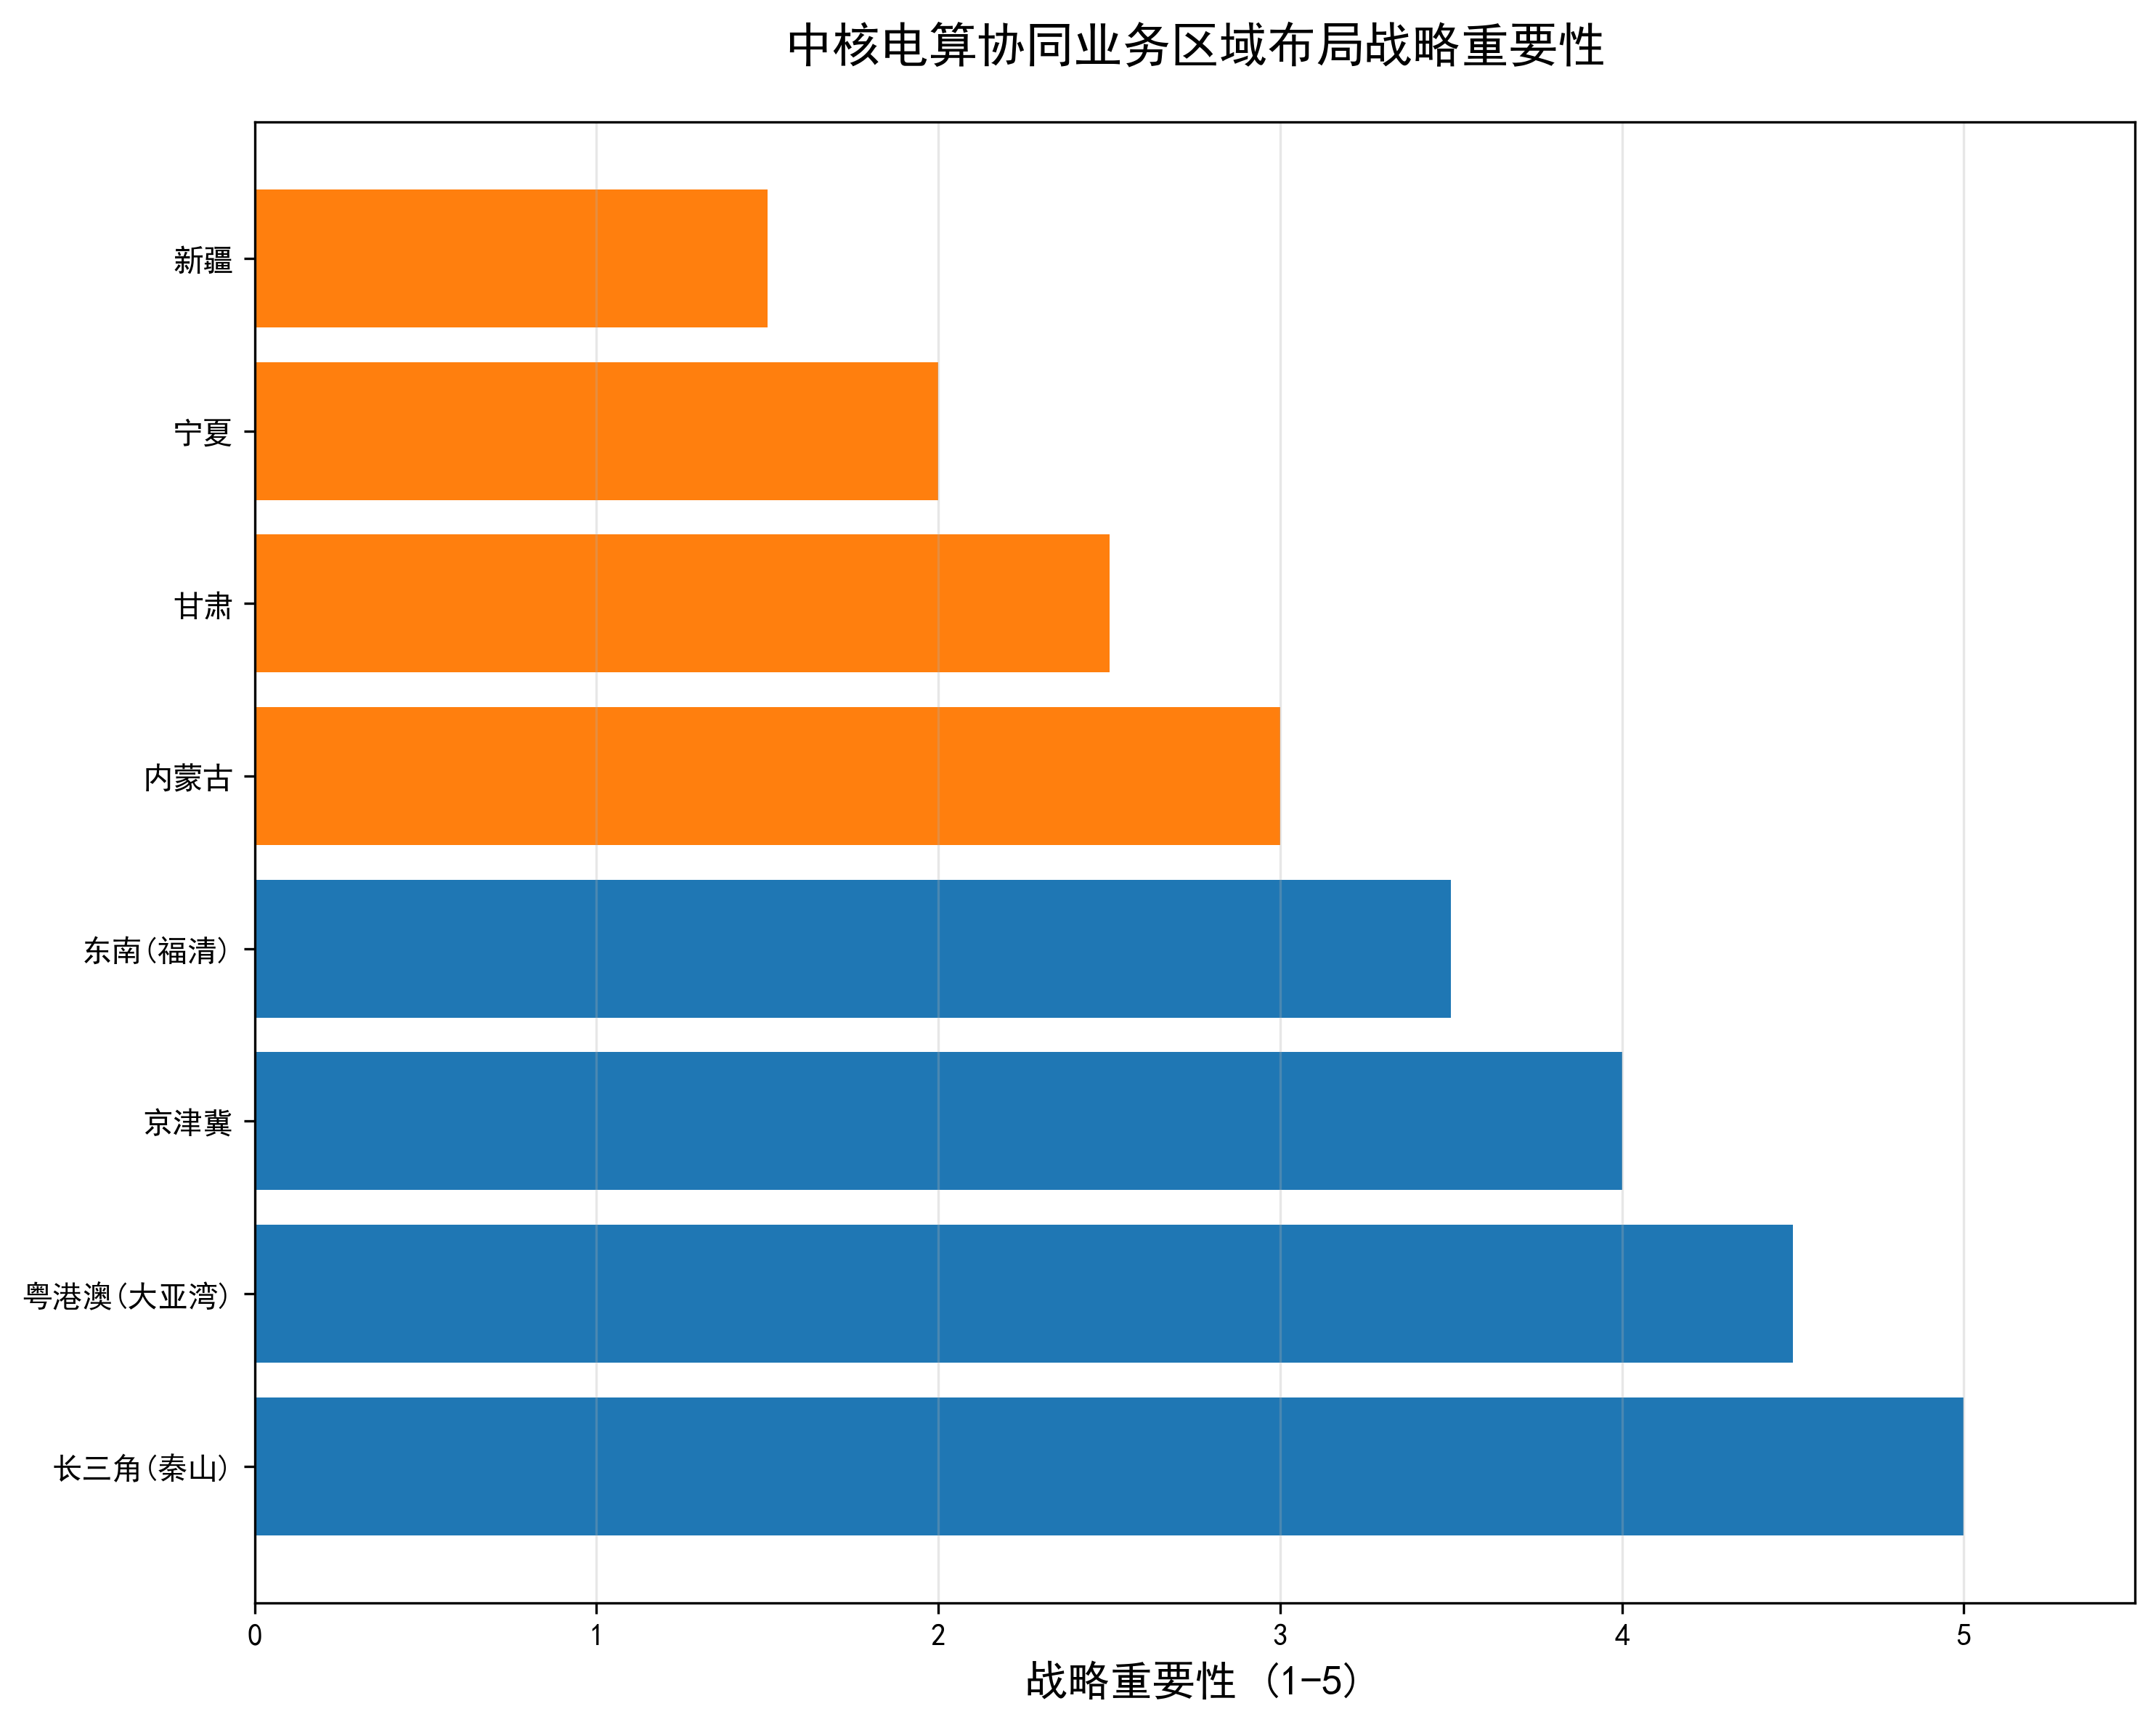 中核电算协同业务区域布局战略重要性
新疆
宁夏
甘肃
内蒙古
东南(福清)
京津冀
粤港澳(大亚湾)
长三角(秦山)
0 1 2 3 4 5
战略重要性 (1-5)